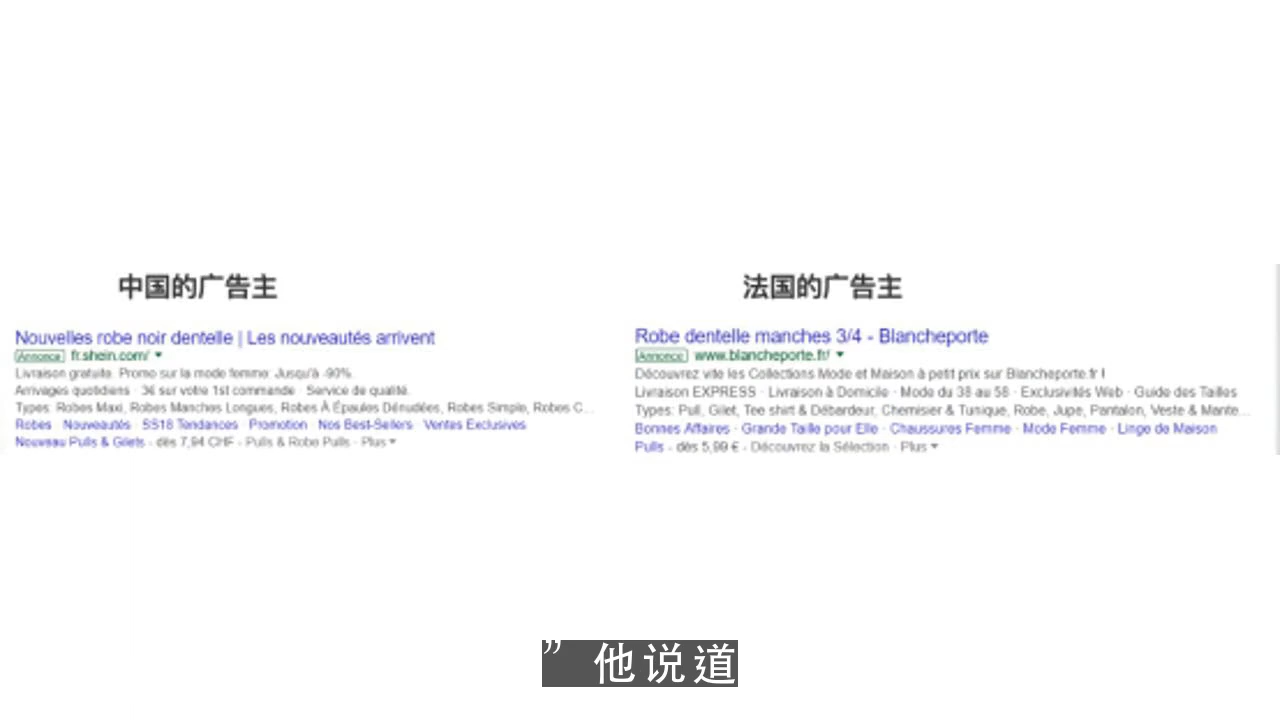 中国的广告主
Nouvelles robe noir dentelle | Les nouveautés arrivent
Annonce fr.shein.com/
Livraison gratuite. Promo sur la mode femme: Jusqu'à -90%.
Arrivages quotidiens · 3€ sur votre 1st commande · Service de qualité.
Types: Robes Maxi, Robes Manches Longues, Robes À Épaules Dénudées, Robes Simple, Robes C...
Robes · Nouveautés · SS18 Tendances · Promotion · Nos Best-Sellers · Ventes Exclusives
Nouveau Pulls & Gilets - dès 7,94 CHF - Pulls & Robe Pulls · Plus
法国的广告主
Robe dentelle manches 3/4 - Blancheporte
Annonce www.blancheporte.fr/
Découvrez vite les Collections Mode et Maison à petit prix sur Blancheporte.fr !
Livraison EXPRESS · Livraison à Domicile · Mode du 38 au 58 · Exclusivités Web · Guide des Tailles
Types: Pull, Gilet, Tee shirt & Débardeur, Chemisier & Tunique, Robe, Jupe, Pantalon, Veste & Mante...
Bonnes Affaires · Grande Taille pour Elle · Chaussures Femme · Mode Femme · Linge de Maison
Pulls - dès 5,99 € - Découvrez la Sélection · Plus
”他说道